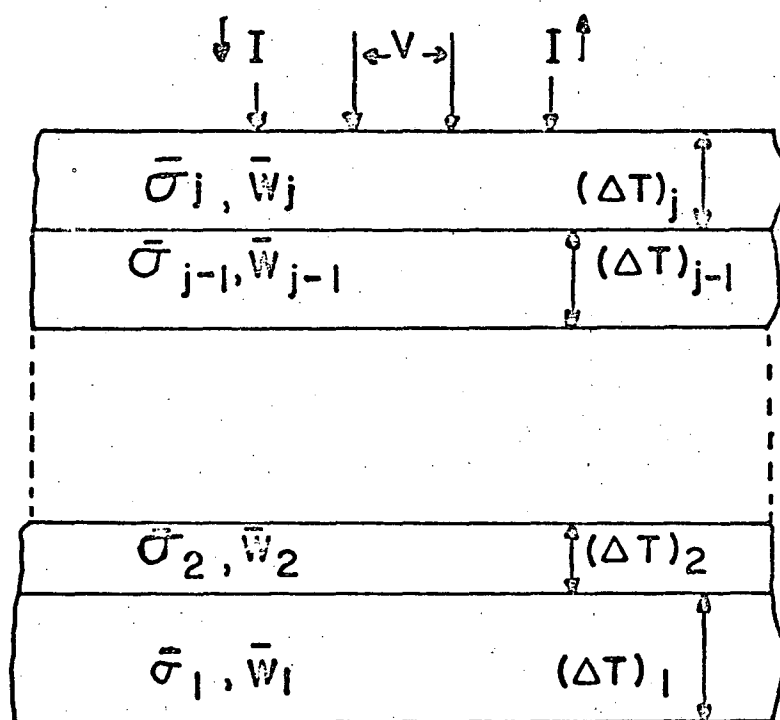 I V I
σ̄j, W̄j (ΔT)j
σ̄j-1, W̄j-1 (ΔT)j-1
σ̄2, W̄2 (ΔT)2
σ̄1, W̄1 (ΔT)1